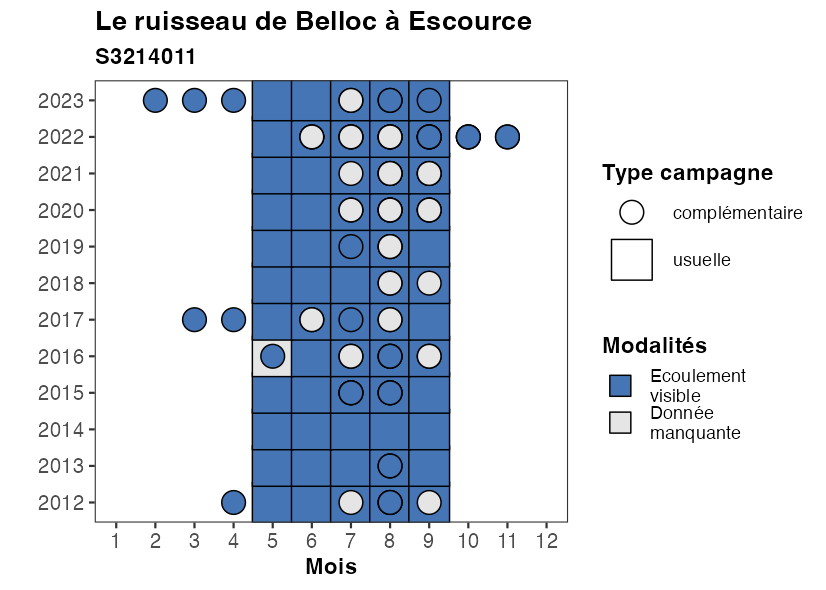 Le ruisseau de Belloc à Escource
S3214011
2023
2022
2021
2020
2019
2018
2017
2016
2015
2014
2013
2012
1 2 3 4 5 6 7 8 9 10 11 12
Mois
Type campagne
complémentaire
usuelle
Modalités
Ecoulement
visible
Donnée
manquante